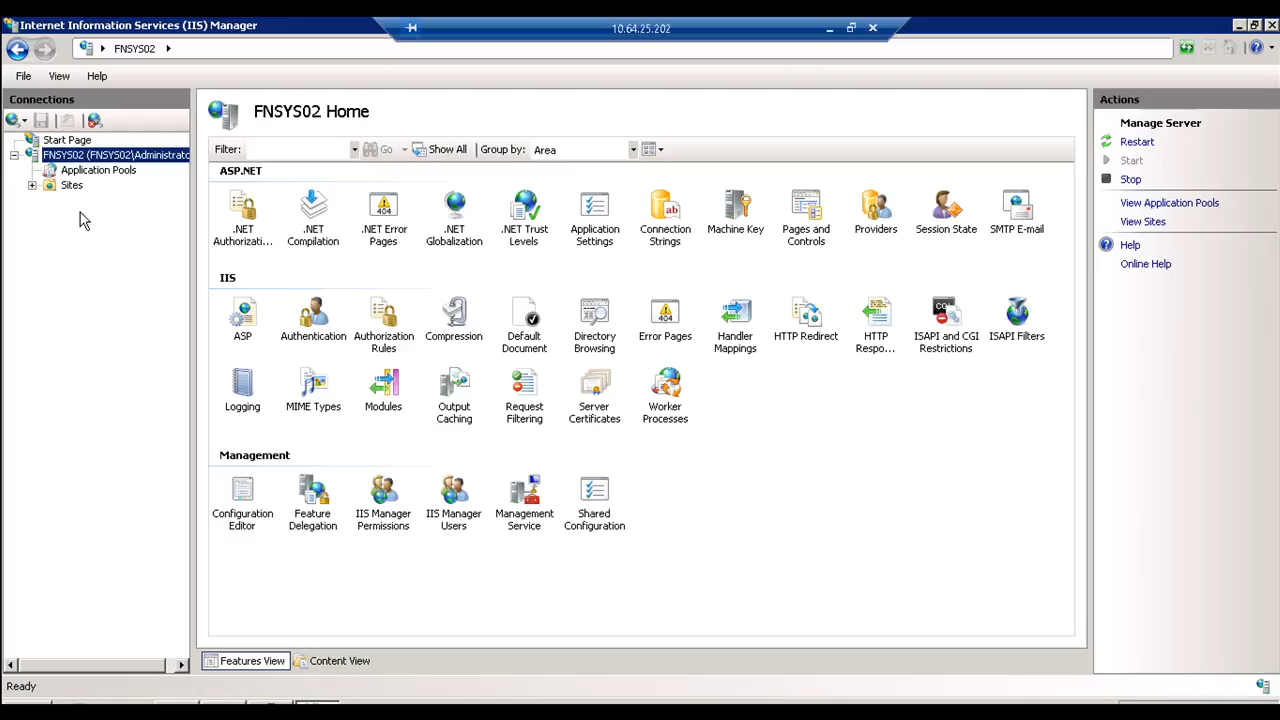 Internet Information Services (IIS) Manager
10.64.25.202
FNSYS02
File View Help
Connections
Start Page
FNSYS02 (FNSYS02\Administrato
Application Pools
Sites
FNSYS02 Home
Filter: Go Show All Group by: Area
ASP.NET
.NET Authorizati...
.NET Compilation
.NET Error Pages
.NET Globalization
.NET Trust Levels
Application Settings
Connection Strings
Machine Key
Pages and Controls
Providers
Session State
SMTP E-mail
IIS
ASP
Authentication
Authorization Rules
Compression
Default Document
Directory Browsing
Error Pages
Handler Mappings
HTTP Redirect
HTTP Respo...
ISAPI and CGI Restrictions
ISAPI Filters
Logging
MIME Types
Modules
Output Caching
Request Filtering
Server Certificates
Worker Processes
Management
Configuration Editor
Feature Delegation
IIS Manager Permissions
IIS Manager Users
Management Service
Shared Configuration
Features View Content View
Actions
Manage Server
Restart
Start
Stop
View Application Pools
View Sites
Help
Online Help
Ready